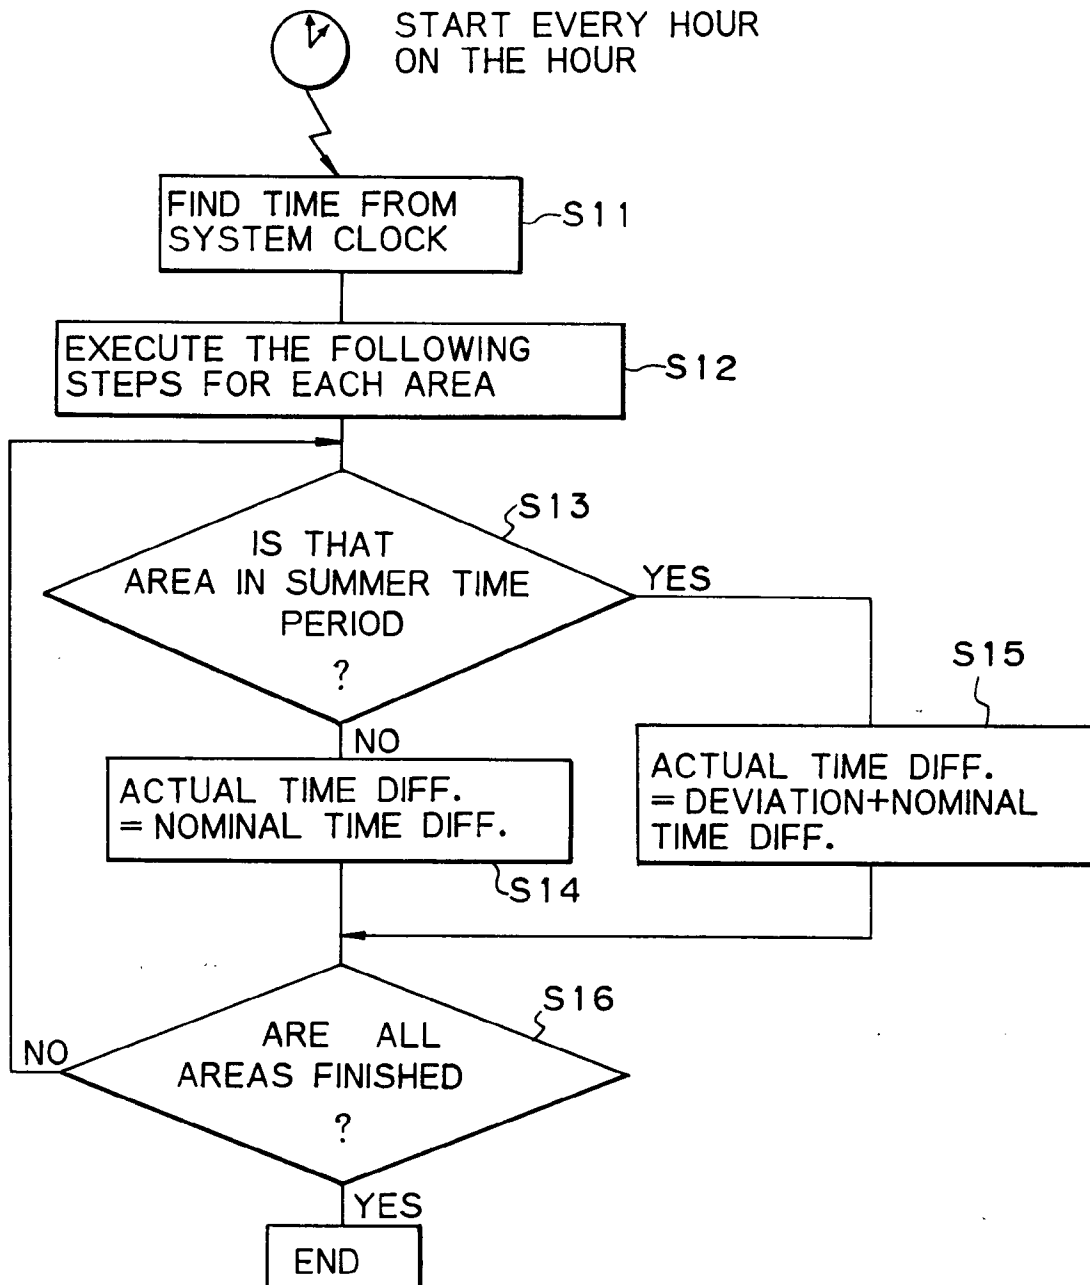 START EVERY HOUR
ON THE HOUR
FIND TIME FROM
SYSTEM CLOCK
S11
EXECUTE THE FOLLOWING
STEPS FOR EACH AREA
S12
S13
IS THAT
AREA IN SUMMER TIME
PERIOD
?
YES
NO
S15
ACTUAL TIME DIFF.
= NOMINAL TIME DIFF.
S14
ACTUAL TIME DIFF.
= DEVIATION+NOMINAL
TIME DIFF.
S16
ARE ALL
AREAS FINISHED
?
NO
YES
END